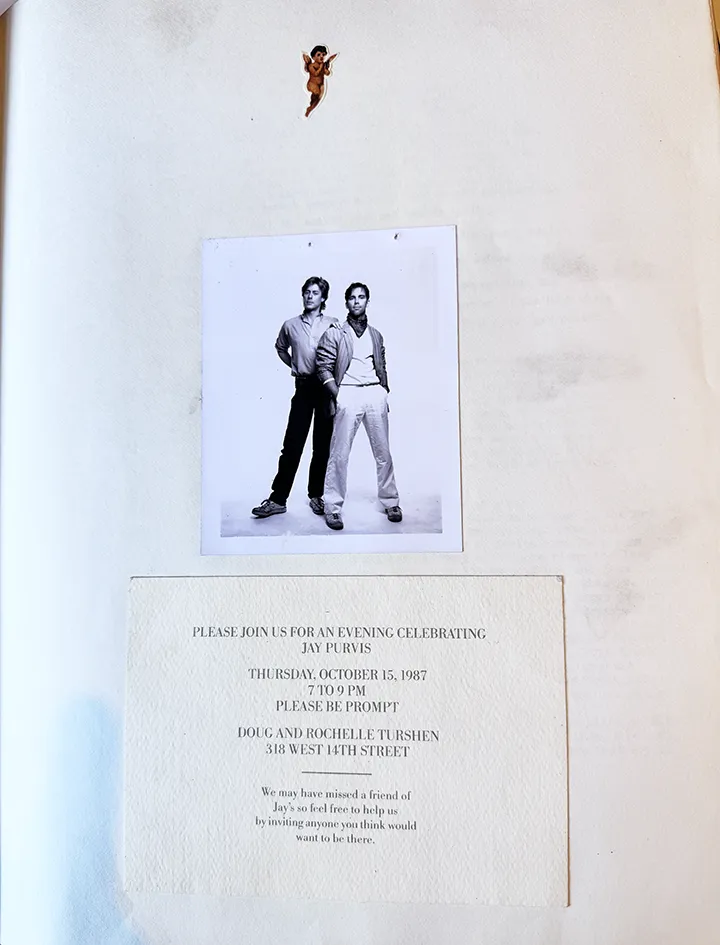 PLEASE JOIN US FOR AN EVENING CELEBRATING
JAY PURVIS
THURSDAY, OCTOBER 15, 1987
7 TO 9 PM
PLEASE BE PROMPT
DOUG AND ROCHELLE TURSHEN
318 WEST 14TH STREET
We may have missed a friend of
Jay's so feel free to help us
by inviting anyone you think would
want to be there.